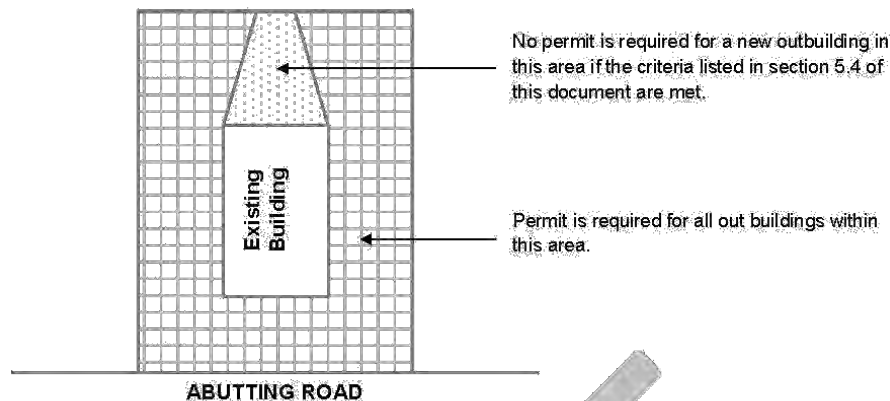 No permit is required for a new outbuilding in
this area if the criteria listed in section 5.4 of
this document are met.
Existing
Building
Permit is required for all out buildings within
this area.
ABUTTING ROAD